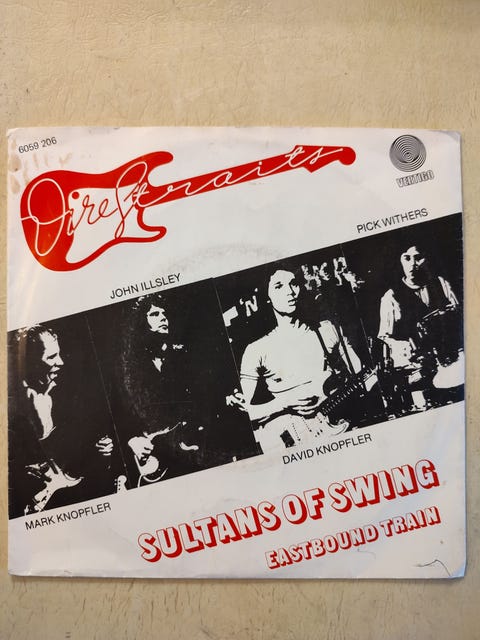 6059 206
Dire Straits
VERTIGO
PICK WITHERS
JOHN ILLSLEY
DAVID KNOPFLER
MARK KNOPFLER
SULTANS OF SWING
EASTBOUND TRAIN